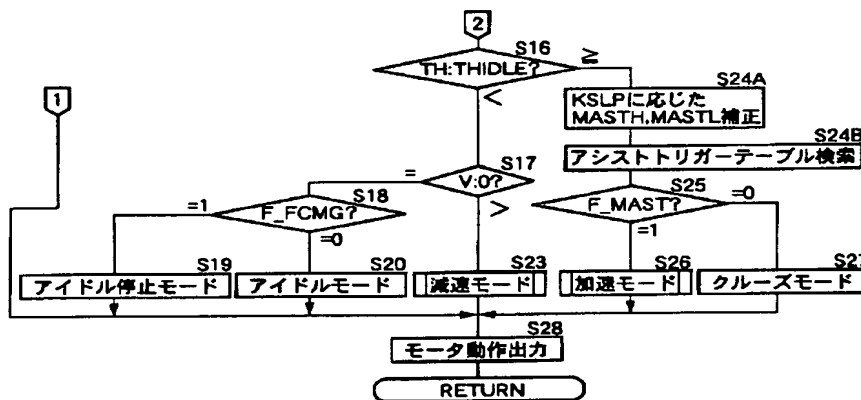 2
S16
TH:THIDLE?
≧
<
1
S24A
KSLPに応じた
MASTH,MASTL補正
S24B
アシストトリガーテーブル検索
S17
V:0?
=
>
S18
F_FCMG?
=1
=0
S25
F_MAST?
=0
=1
S19
アイドル停止モード
S20
アイドルモード
S23
減速モード
S26
加速モード
S27
クルーズモード
S28
モータ動作出力
RETURN